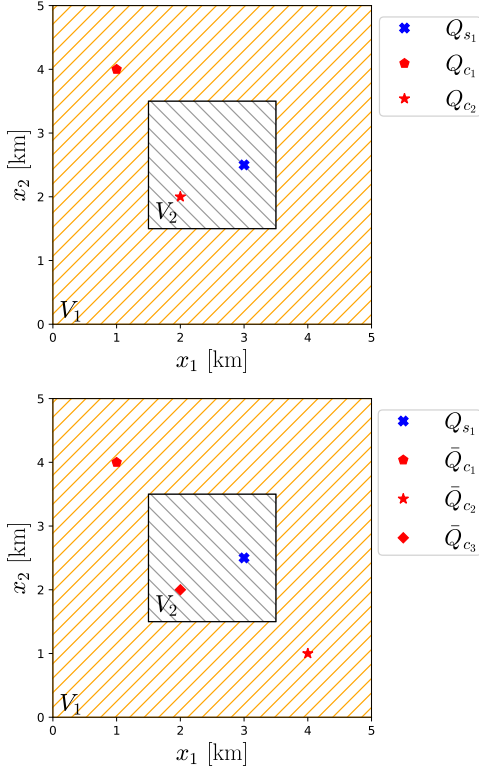 5
4
3
2
1
0
x₂ [km]
V₂
V₁
0 1 2 3 4 5
x₁ [km]
Q_{s₁}
Q_{c₁}
Q_{c₂}
5
4
3
2
1
0
x₂ [km]
V₂
V₁
0 1 2 3 4 5
x₁ [km]
Q_{s₁}
Q̄_{c₁}
Q̄_{c₂}
Q̄_{c₃}